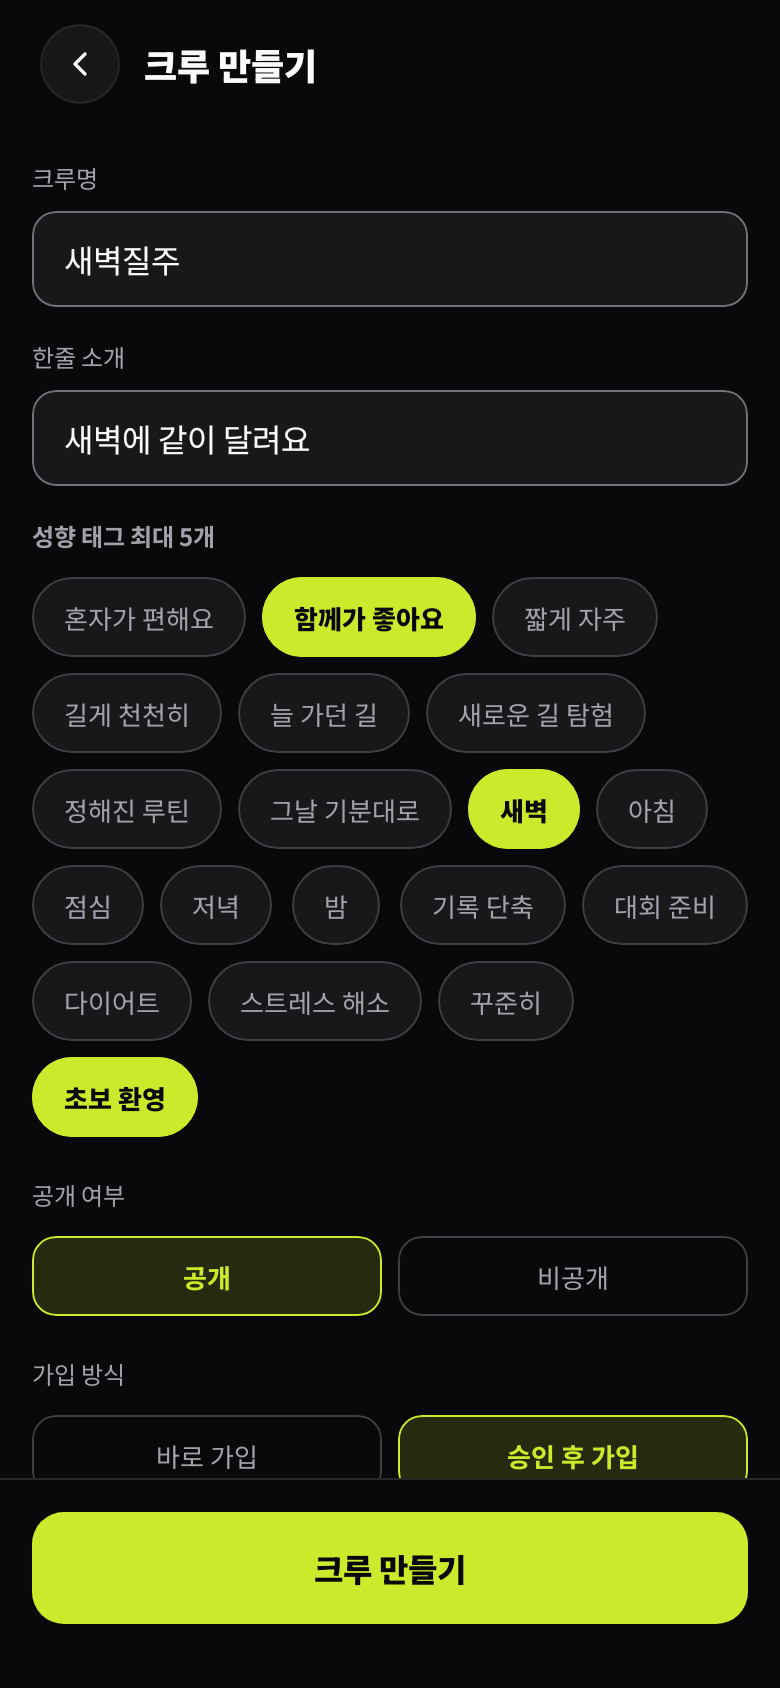 크루 만들기
크루명
새벽질주
한줄 소개
새벽에 같이 달려요
성향 태그 최대 5개
혼자가 편해요 함께가 좋아요 짧게 자주
길게 천천히 늘 가던 길 새로운 길 탐험
정해진 루틴 그날 기분대로 새벽 아침
점심 저녁 밤 기록 단축 대회 준비
다이어트 스트레스 해소 꾸준히
초보 환영
공개 여부
공개 비공개
가입 방식
바로 가입 승인 후 가입
크루 만들기